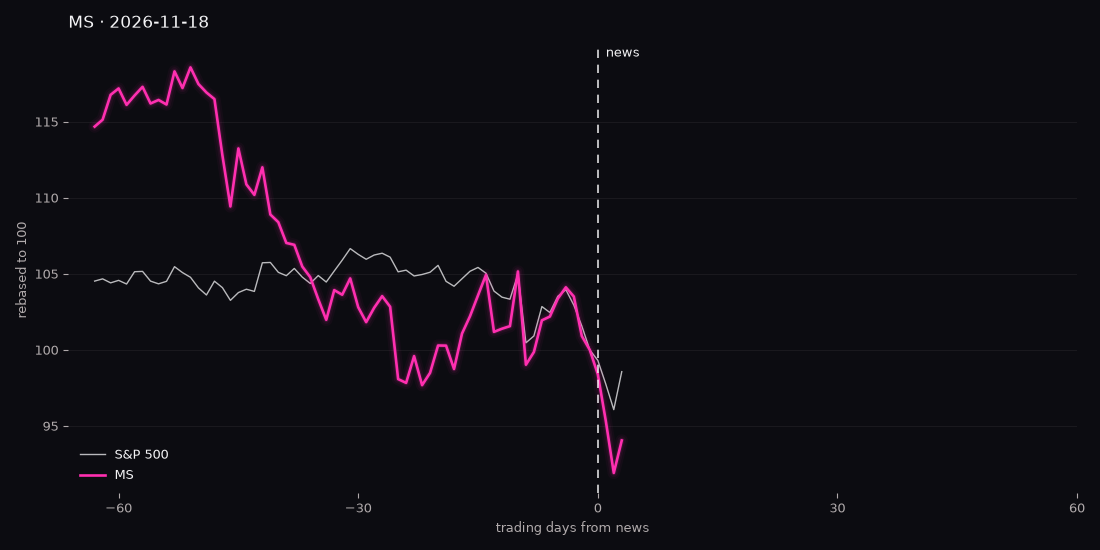 MS · 2026-11-18
news
115
110
105
100
95
rebased to 100
S&P 500
MS
−60
−30
0
30
60
trading days from news